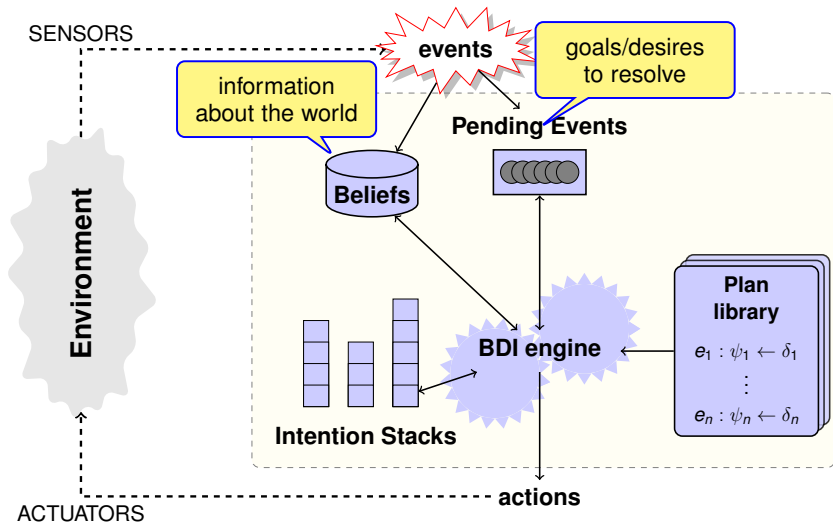 SENSORS
events
goals/desires
to resolve
information
about the world
Pending Events
Beliefs
Environment
Plan
library
BDI engine
e₁ : ψ₁ ← δ₁
⋮
eₙ : ψₙ ← δₙ
Intention Stacks
actions
ACTUATORS